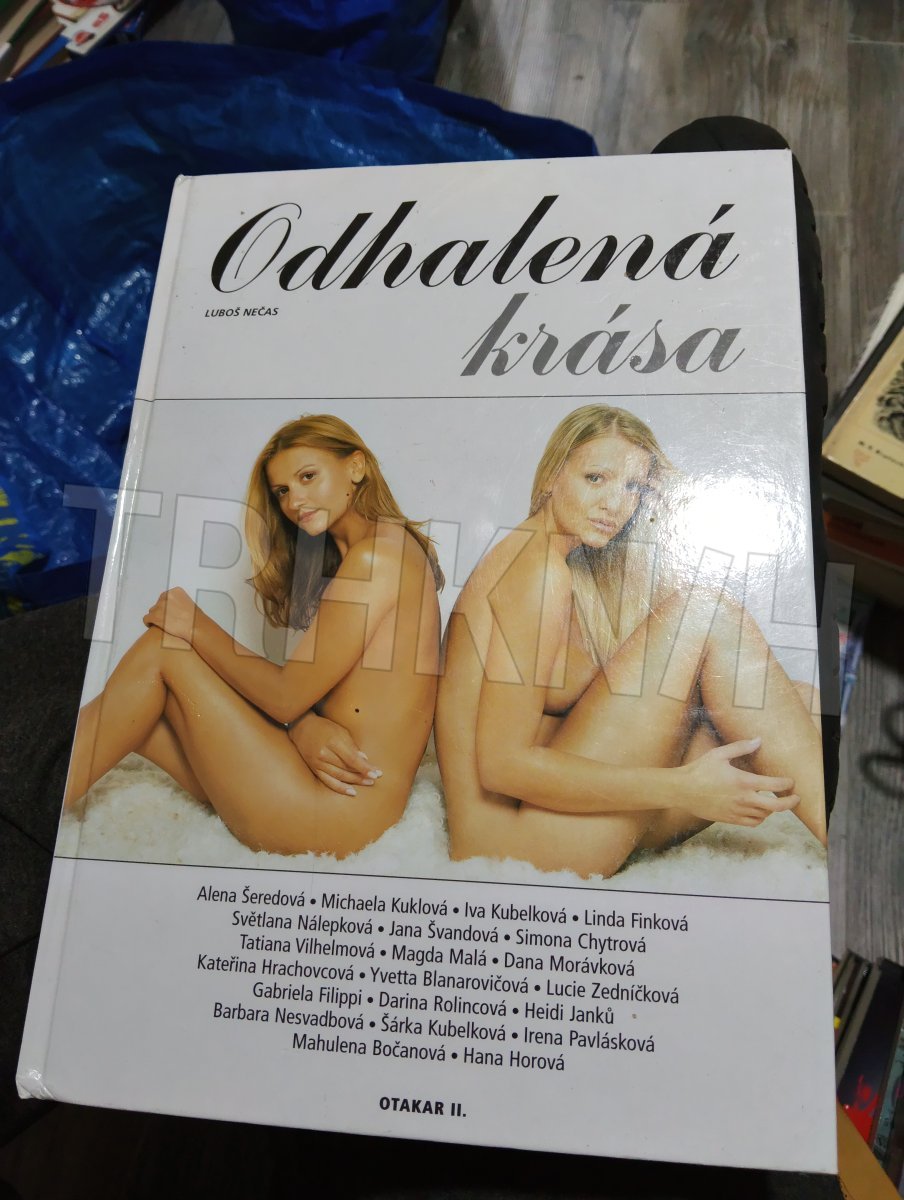 Odhalená
LUBOŠ NEČAS
krása
TRHKNIH
Alena Šeredová • Michaela Kuklová • Iva Kubelková • Linda Finková
Světlana Nálepková • Jana Švandová • Simona Chytrová
Tatiana Vilhelmová • Magda Malá • Dana Morávková
Kateřina Hrachovcová • Yvetta Blanarovičová • Lucie Zedníčková
Gabriela Filippi • Darina Rolincová • Heidi Janků
Barbara Nesvadbová • Šárka Kubelková • Irena Pavlásková
Mahulena Bočanová • Hana Horová
OTAKAR II.